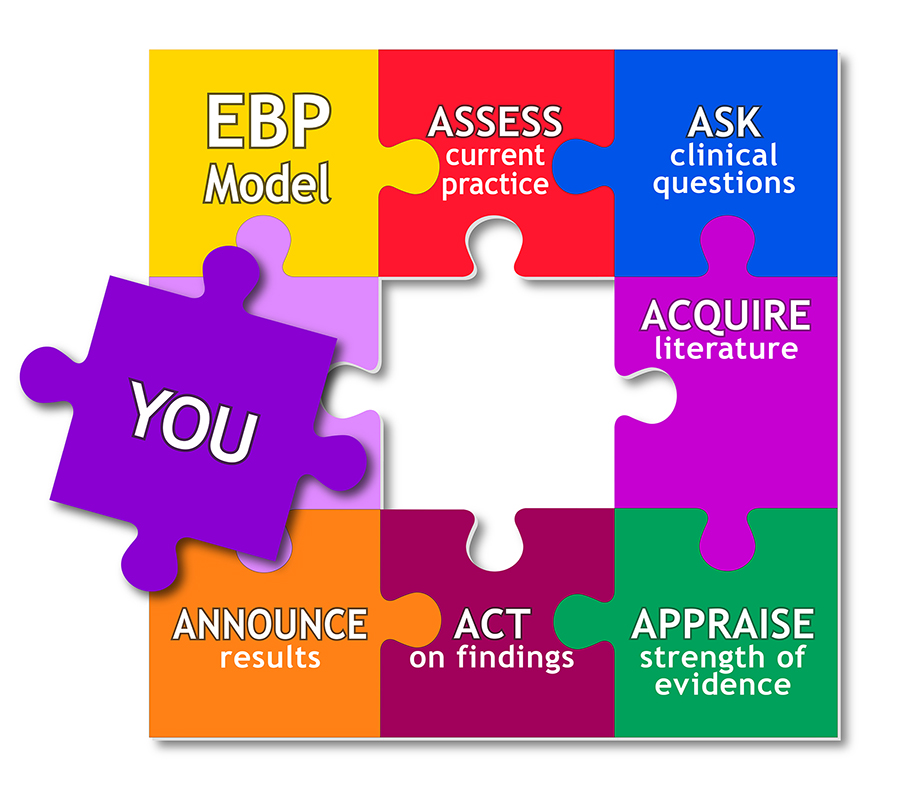 EBP
Model
ASSESS
current
practice
ASK
clinical
questions
ACQUIRE
literature
YOU
ANNOUNCE
results
ACT
on findings
APPRAISE
strength of
evidence